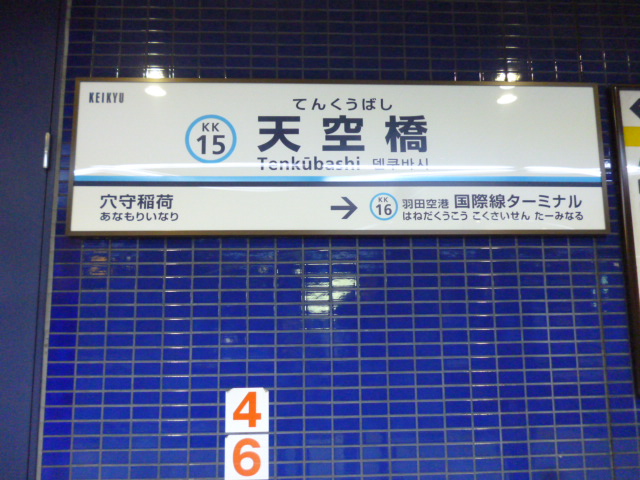 KEIKYU
てんくうばし
KK
15
天空橋
Tenkūbashi 덴쿠바시
穴守稲荷
あなもりいなり
→
KK
16
羽田空港 国際線ターミナル
はねだくうこう こくさいせん たーみなる
4
6